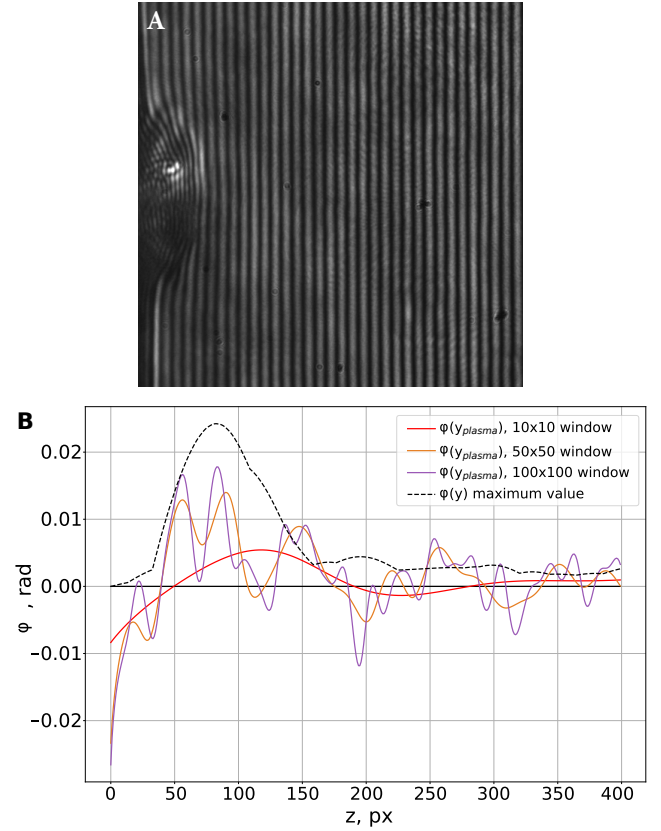 A
B
φ(y_plasma), 10x10 window
φ(y_plasma), 50x50 window
φ(y_plasma), 100x100 window
φ(y) maximum value
φ , rad
0.02
0.01
0.00
−0.01
−0.02
0 50 100 150 200 250 300 350 400
z, px